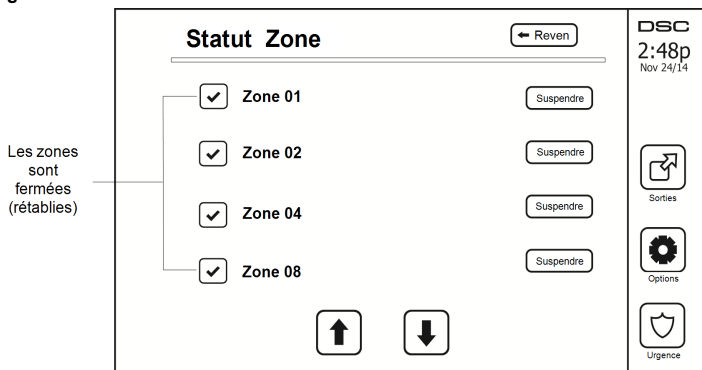 Statut Zone
Reven
DSC
2:48p
Nov 24/14
Zone 01
Suspendre
Zone 02
Suspendre
Zone 04
Suspendre
Zone 08
Suspendre
Les zones
sont
fermées
(rétablies)
Sorties
Options
Urgence